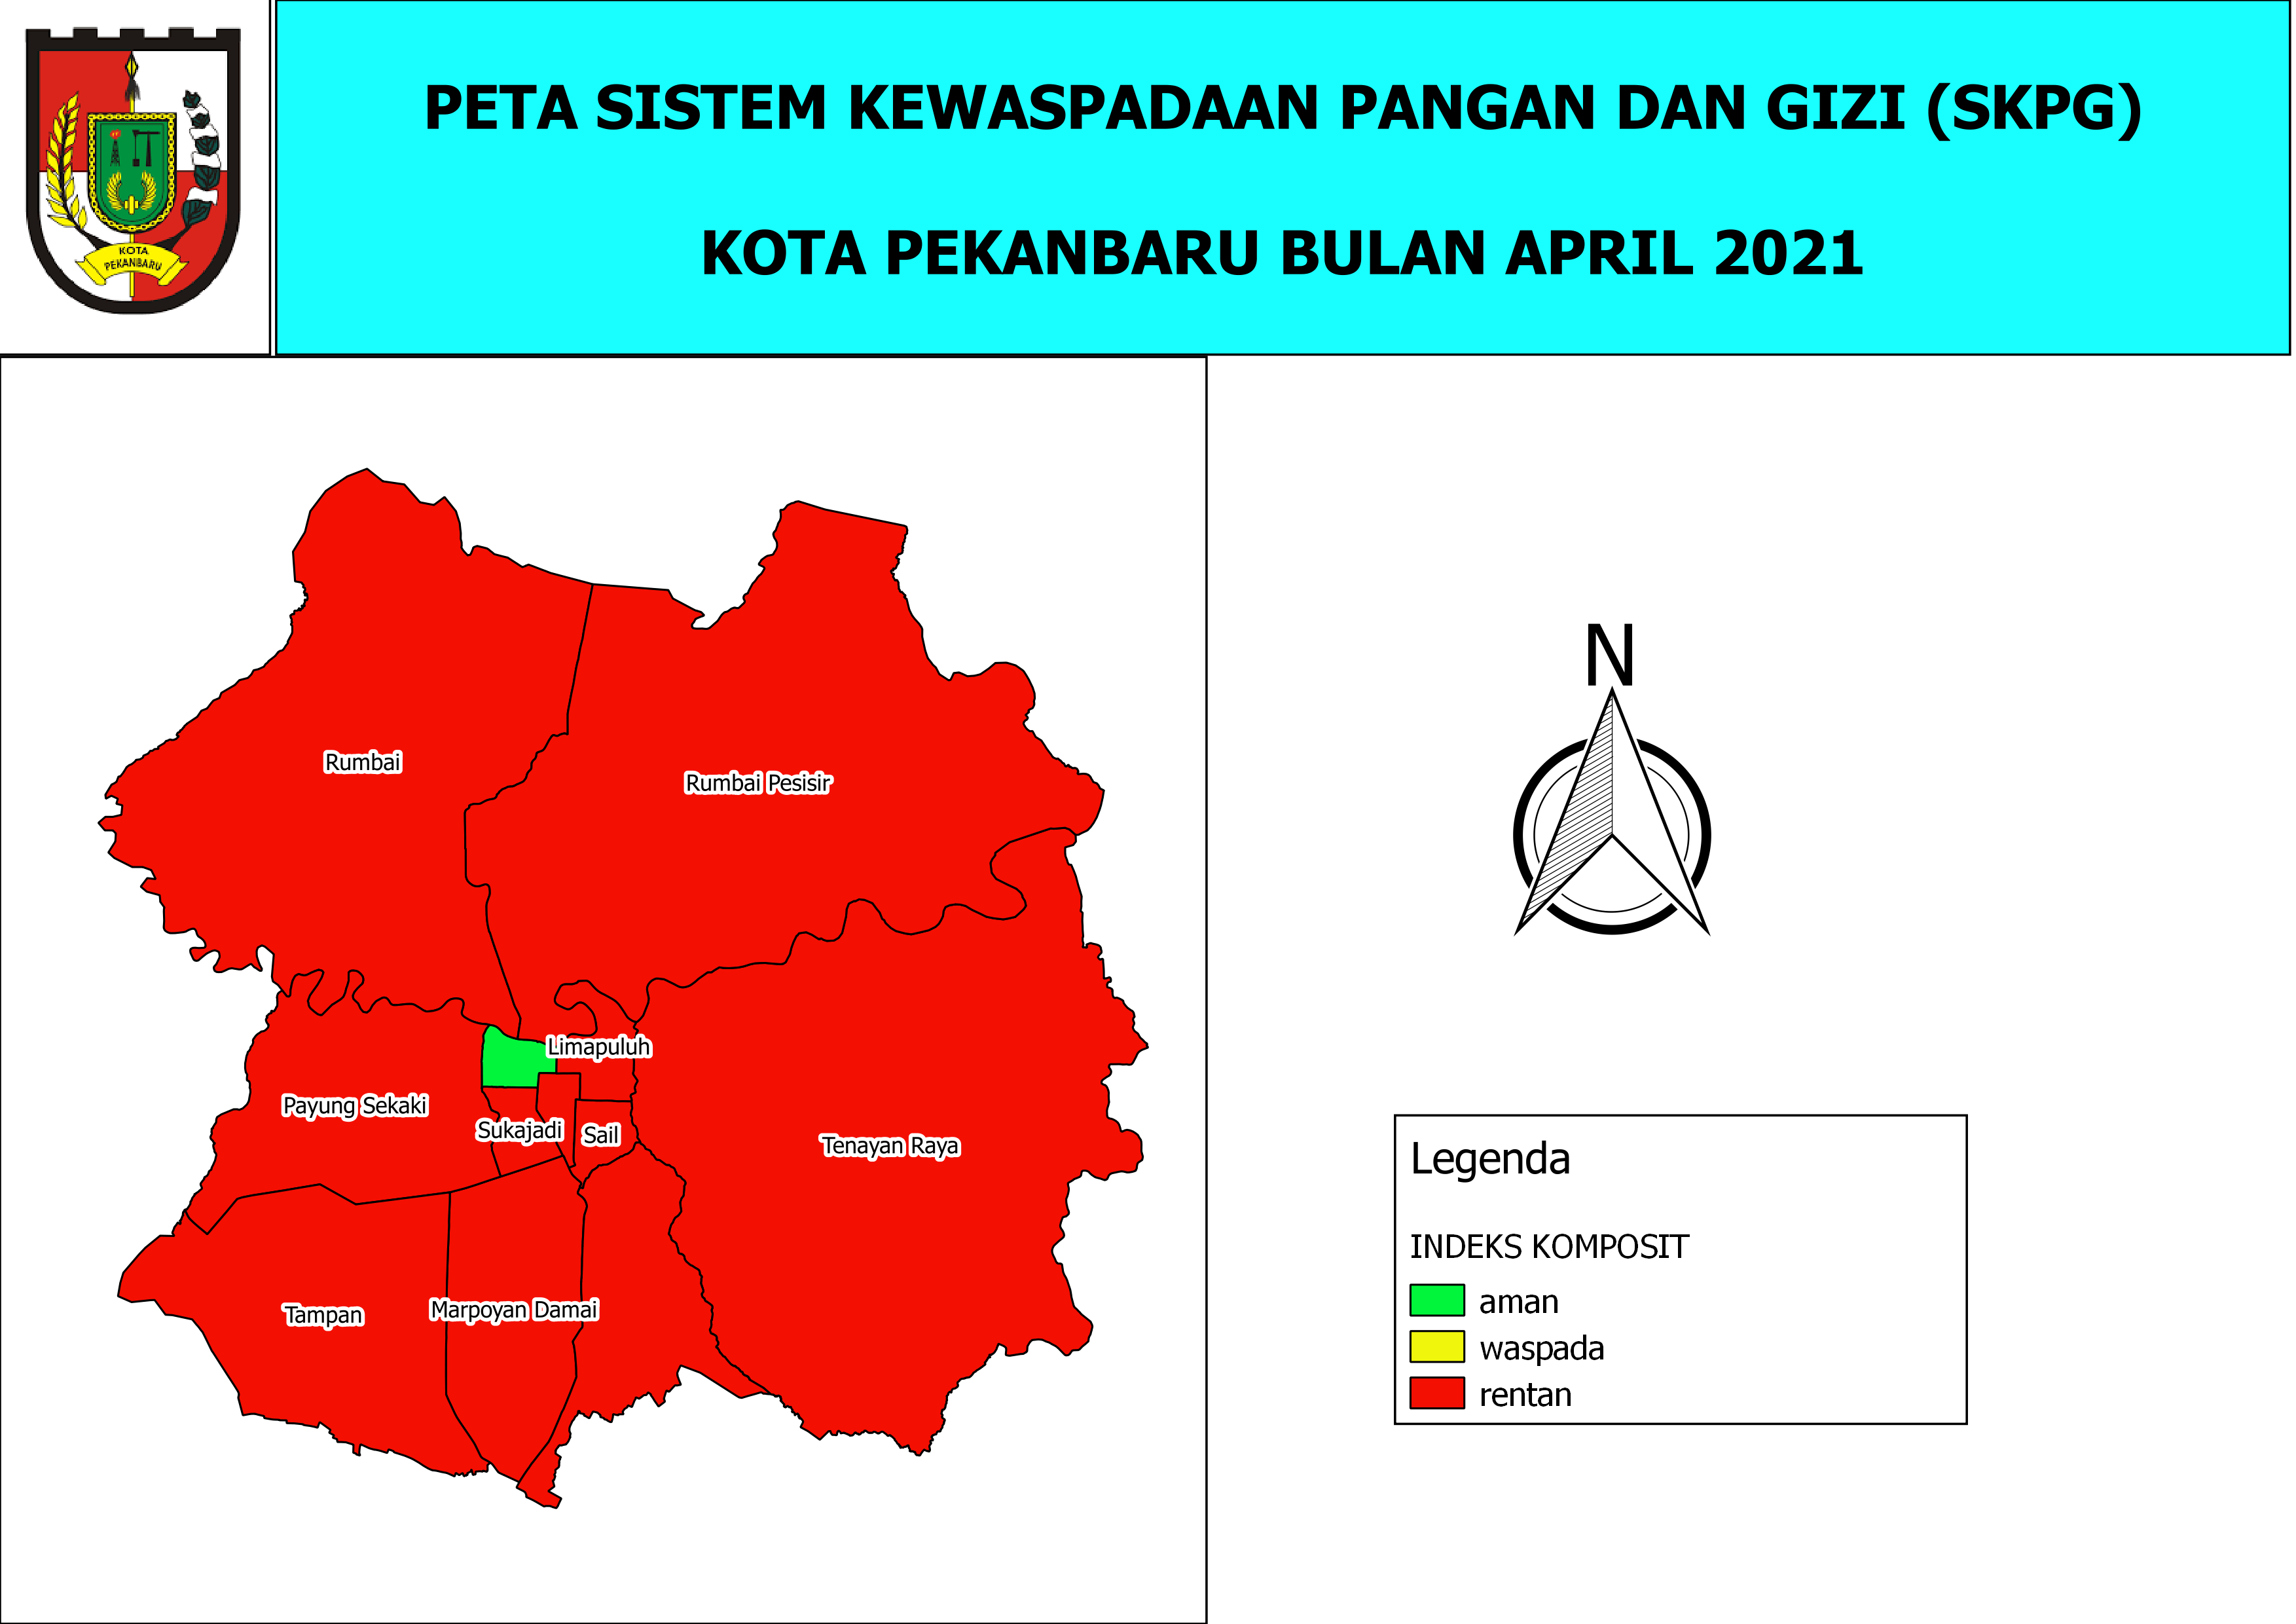 KOTA
PEKANBARU
PETA SISTEM KEWASPADAAN PANGAN DAN GIZI (SKPG)
KOTA PEKANBARU BULAN APRIL 2021
Rumbai
Rumbai Pesisir
Limapuluh
Payung Sekaki
Sukajadi
Sail
Tenayan Raya
Tampan
Marpoyan Damai
N
Legenda
INDEKS KOMPOSIT
aman
waspada
rentan